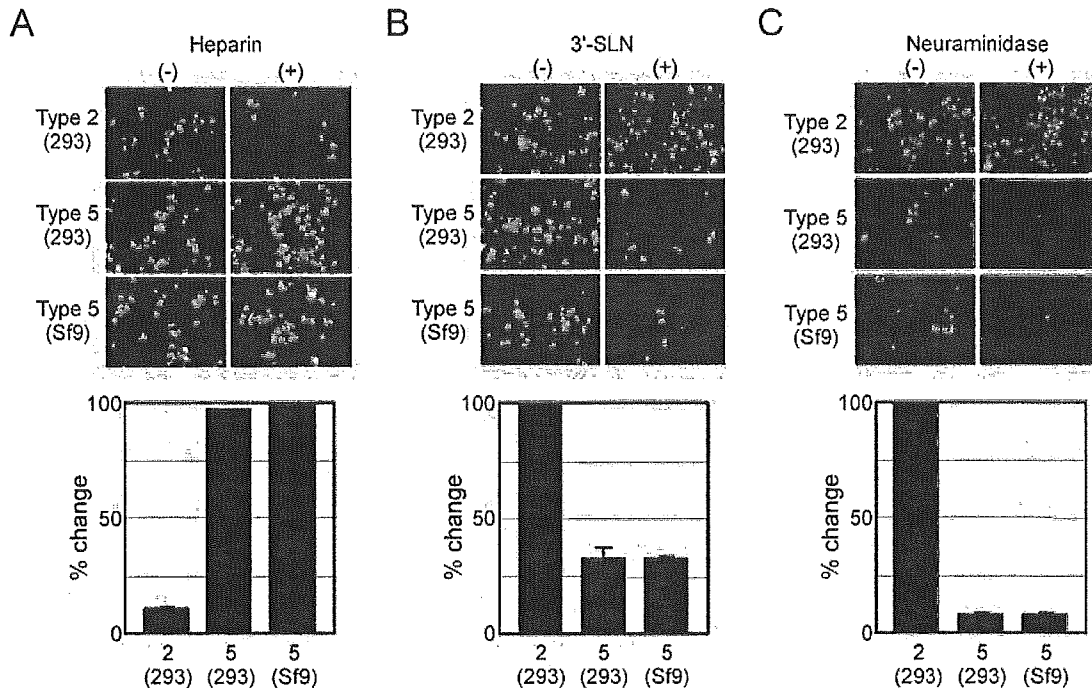 A
Heparin
(-) (+)
Type 2
(293)
Type 5
(293)
Type 5
(Sf9)
100
50
0
% change
2 5 5
(293) (293) (Sf9)
B
3'-SLN
(-) (+)
Type 2
(293)
Type 5
(293)
Type 5
(Sf9)
100
50
0
% change
2 5 5
(293) (293) (Sf9)
C
Neuraminidase
(-) (+)
Type 2
(293)
Type 5
(293)
Type 5
(Sf9)
100
50
0
% change
2 5 5
(293) (293) (Sf9)